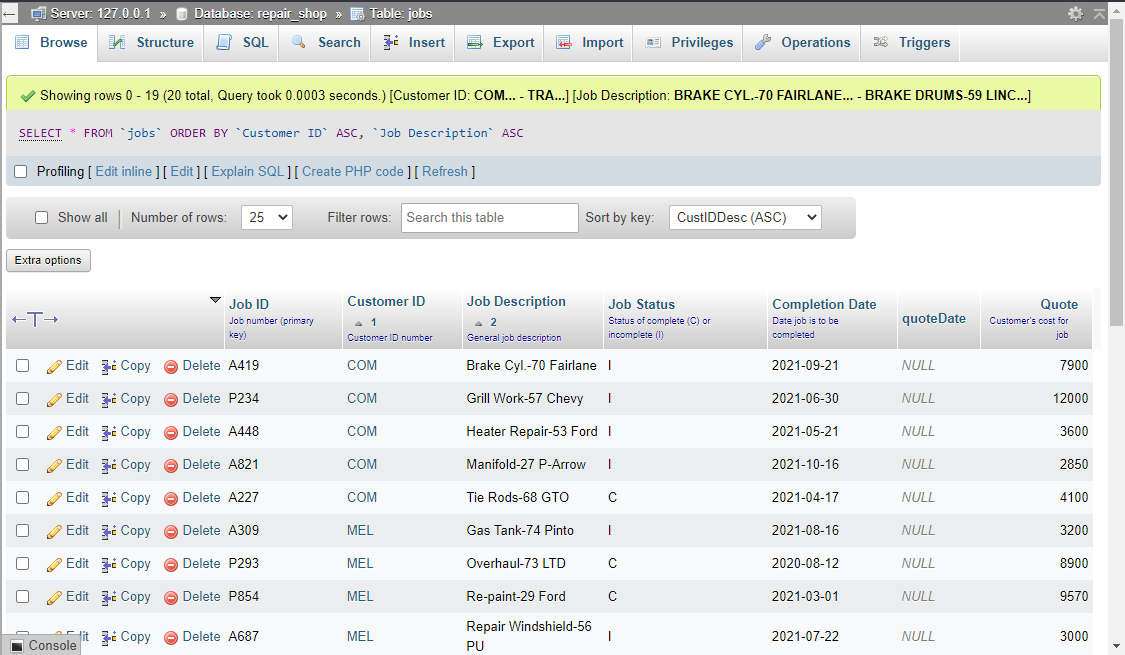 Server: 127.0.0.1 » Database: repair_shop » Table: jobs
Browse Structure SQL Search Insert Export Import Privileges Operations Triggers
Showing rows 0 - 19 (20 total, Query took 0.0003 seconds.) [Customer ID: COM... - TRA...] [Job Description: BRAKE CYL.-70 FAIRLANE... - BRAKE DRUMS-59 LINC...]
SELECT * FROM `jobs` ORDER BY `Customer ID` ASC, `Job Description` ASC
Profiling [ Edit inline ] [ Edit ] [ Explain SQL ] [ Create PHP code ] [ Refresh ]
Show all Number of rows: 25 Filter rows: Search this table Sort by key: CustIDDesc (ASC)
Extra options
Job ID Customer ID Job Description Job Status Completion Date quoteDate Quote
1 2
Job number (primary key) Customer ID number General job description Status of complete (C) or incomplete (I) Date job is to be completed Customer's cost for job
Edit Copy Delete A419 COM Brake Cyl.-70 Fairlane I 2021-09-21 NULL 7900
Edit Copy Delete P234 COM Grill Work-57 Chevy I 2021-06-30 NULL 12000
Edit Copy Delete A448 COM Heater Repair-53 Ford I 2021-05-21 NULL 3600
Edit Copy Delete A821 COM Manifold-27 P-Arrow I 2021-10-16 NULL 2850
Edit Copy Delete A227 COM Tie Rods-68 GTO C 2021-04-17 NULL 4100
Edit Copy Delete A309 MEL Gas Tank-74 Pinto I 2021-08-16 NULL 3200
Edit Copy Delete P293 MEL Overhaul-73 LTD C 2020-08-12 NULL 8900
Edit Copy Delete P854 MEL Re-paint-29 Ford C 2021-03-01 NULL 9570
Edit Copy Delete A687 MEL Repair Windshield-56 PU I 2021-07-22 NULL 3000
Console